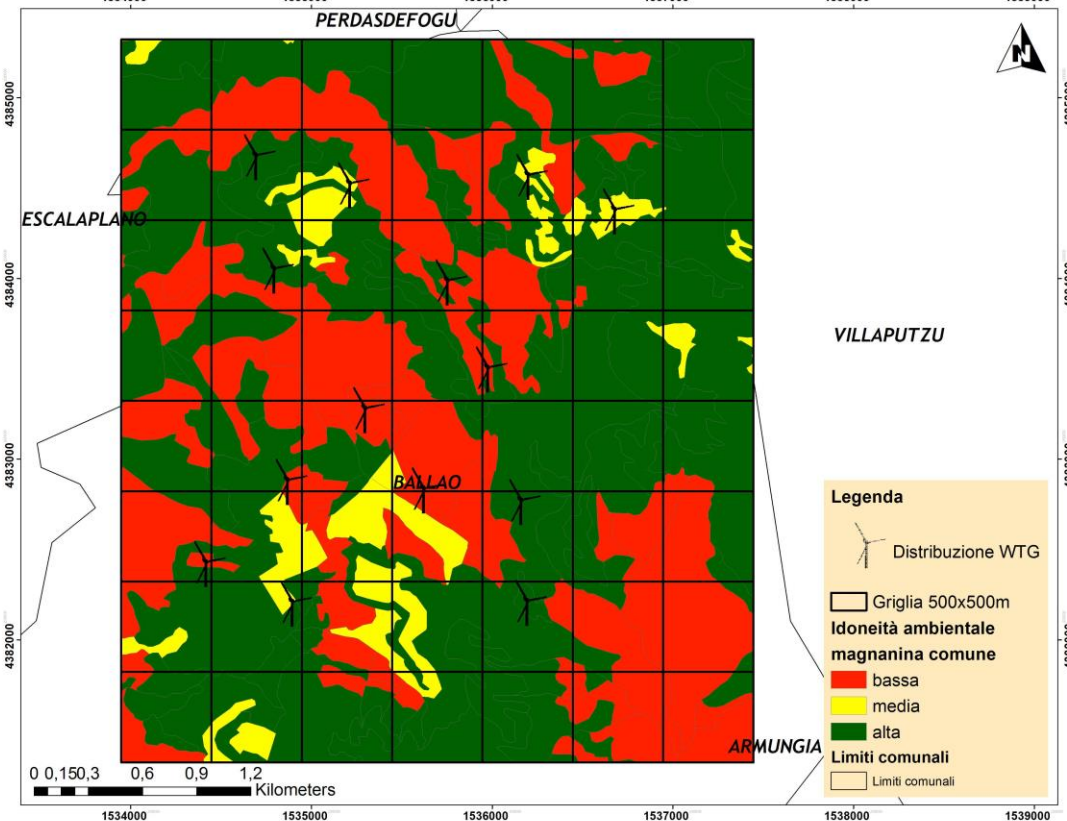 PERDASDEFOGU
N
4385000
ESCALAPLANO
4384000
VILLAPUTZU
4383000
BALLAO
4382000
ARMUNGIA
Legenda
Distribuzione WTG
Griglia 500x500m
Idoneità ambientale
magnanina comune
bassa
media
alta
Limiti comunali
Limiti comunali
0 0,15 0,3 0,6 0,9 1,2
Kilometers
1534000 1535000 1536000 1537000 1538000 1539000